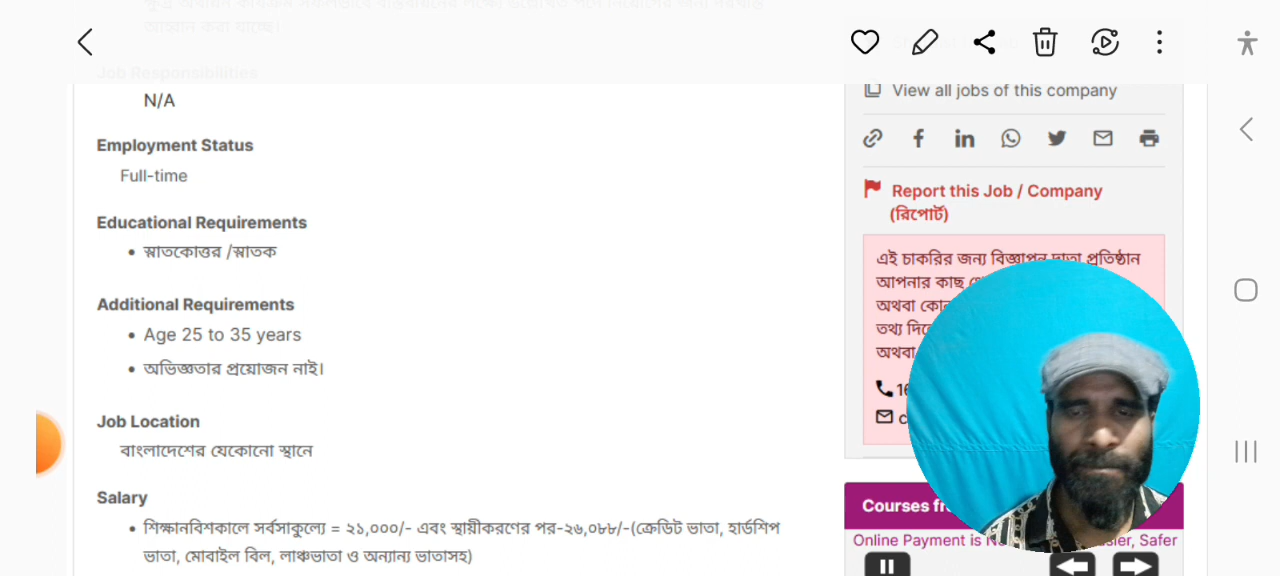 Job Responsibilities
N/A
Employment Status
Full-time
Educational Requirements
স্নাতকোত্তর /স্নাতক
Additional Requirements
Age 25 to 35 years
অভিজ্ঞতার প্রয়োজন নাই।
Job Location
বাংলাদেশের যেকোনো স্থানে
Salary
শিক্ষানবিশকালে সর্বসাকুল্যে = ২১,০০০/- এবং স্থায়ীকরণের পর-২৬,০৮৮/-(ক্রেডিট ভাতা, হার্ডশিপ
ভাতা, মোবাইল বিল, লাঞ্চভাতা ও অন্যান্য ভাতাসহ)
View all jobs of this company
Report this Job / Company
(রিপোর্ট)
এই চাকরির জন্য বিজ্ঞাপন দাতা প্রতিষ্ঠান
আপনার কাছ
অথবা
তথ্য
অথবা
Courses
Online Payment is Safer